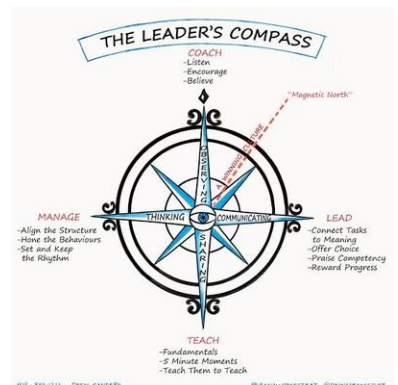 THE LEADER'S COMPASS
COACH
-Listen
-Encourage
-Believe
"Magnetic North"
A WINNING CULTURE
OBSERVING
THINKING
COMMUNICATING
SHARING
MANAGE
-Align the Structure
-Hone the Behaviours
-Set and Keep
the Rhythm
LEAD
-Connect Tasks
to Meaning
-Offer Choice
-Praise Competency
-Reward Progress
TEACH
-Fundamentals
-5 Minute Moments
-Teach Them to Teach